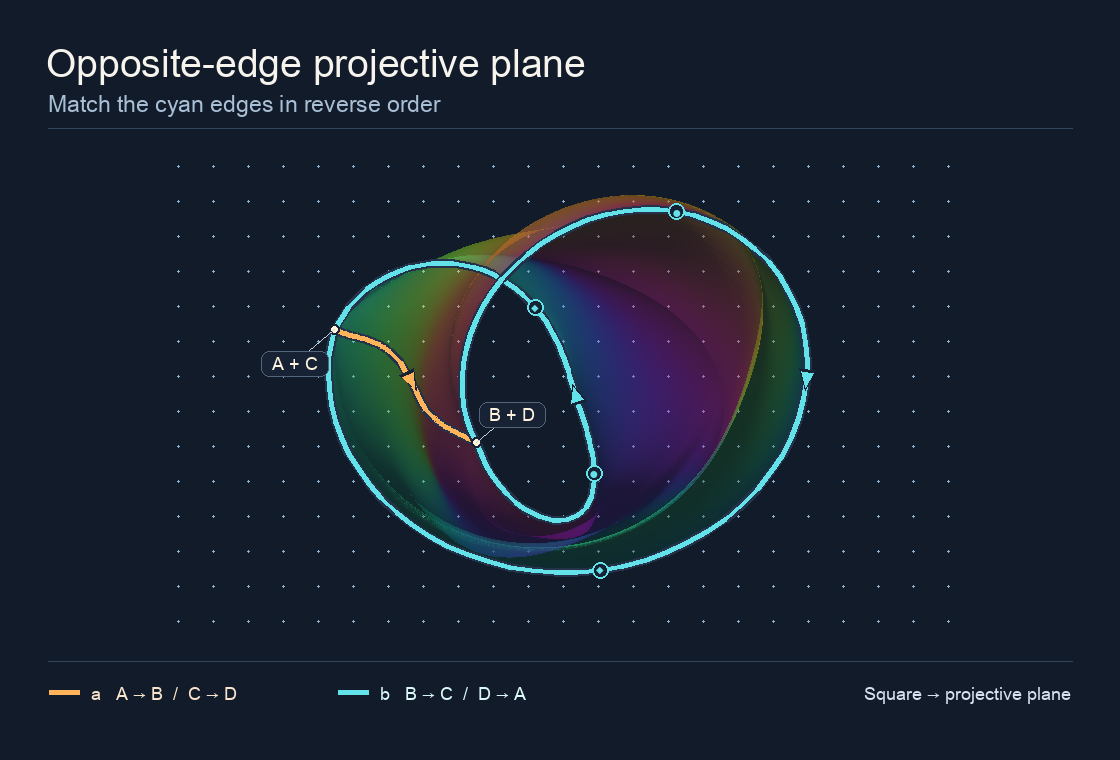 Opposite-edge projective plane
Match the cyan edges in reverse order
A + C
B + D
a A→B / C→D
b B→C / D→A
Square→projective plane